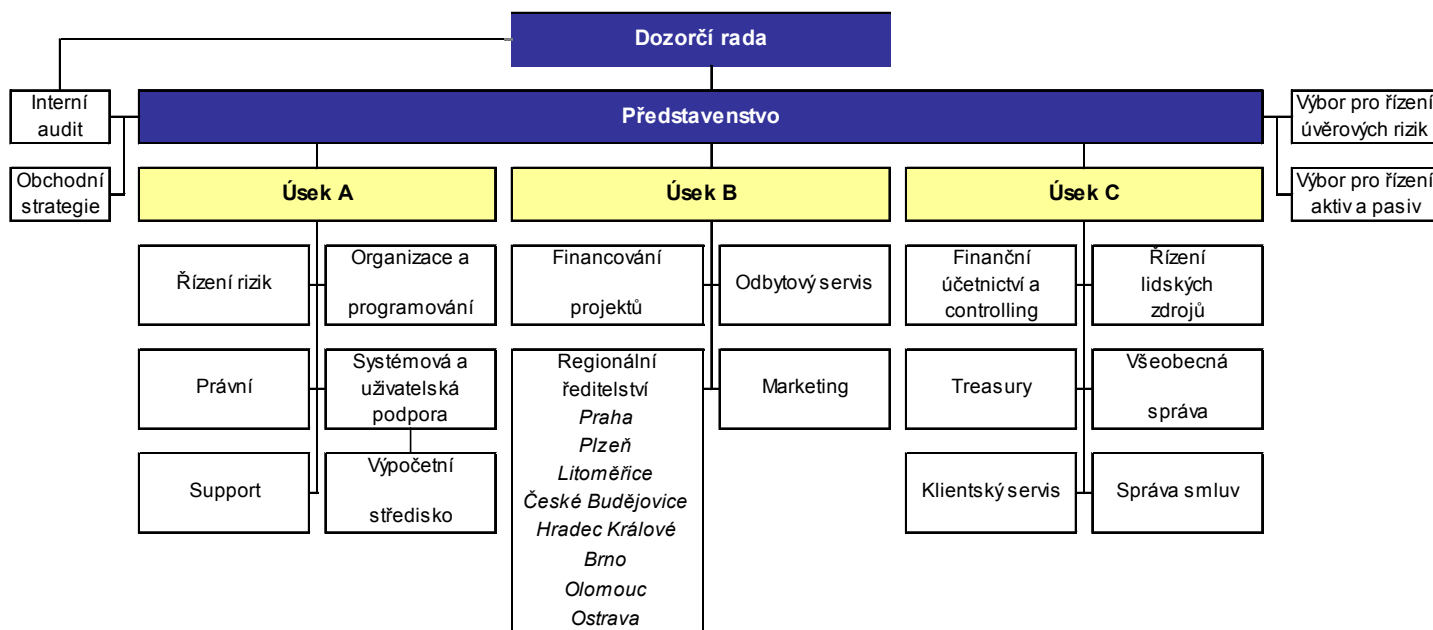 Dozorčí rada
Interní
audit
Představenstvo
Výbor pro řízení
úvěrových rizik
Obchodní
strategie
Úsek A
Úsek B
Úsek C
Výbor pro řízení
aktiv a pasiv
Řízení rizik
Organizace a
programování
Financování
projektů
Odbytový servis
Finanční
účetnictví a
controlling
Řízení
lidských
zdrojů
Právní
Systémová a
uživatelská
podpora
Regionální
ředitelství
Praha
Plzeň
Litoměřice
České Budějovice
Hradec Králové
Brno
Olomouc
Ostrava
Marketing
Treasury
Všeobecná
správa
Support
Výpočetní
středisko
Klientský servis
Správa smluv